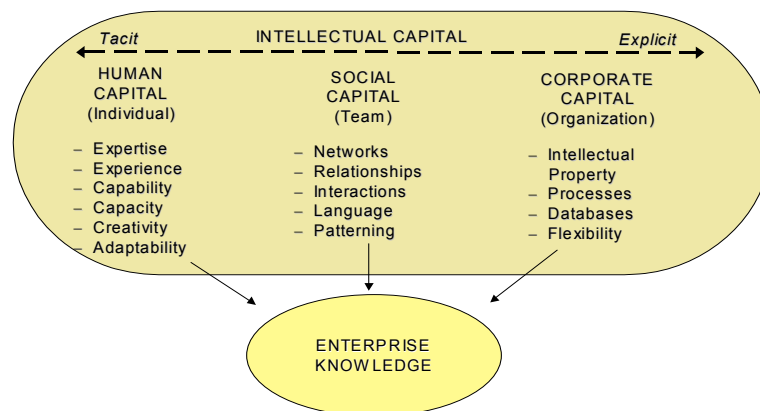 Tacit INTELLECTUAL CAPITAL Explicit
HUMAN
CAPITAL
(Individual)
– Expertise
– Experience
– Capability
– Capacity
– Creativity
– Adaptability
SOCIAL
CAPITAL
(Team)
– Networks
– Relationships
– Interactions
– Language
– Patterning
CORPORATE
CAPITAL
(Organization)
– Intellectual
Property
– Processes
– Databases
– Flexibility
ENTERPRISE
KNOWLEDGE